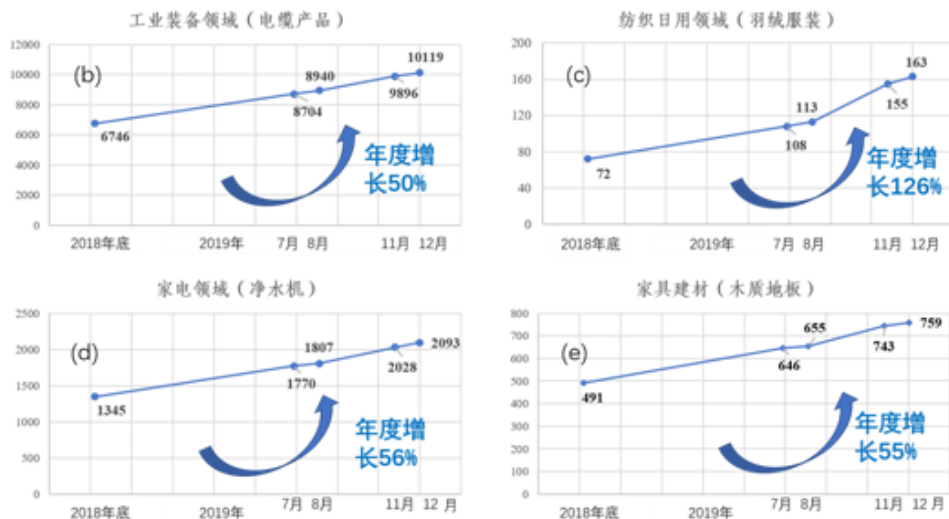 工业装备领域（电缆产品）
12000
10000
8000
6000
4000
2000
0
(b)
6746
8704
8940
9896
10119
年度增
长50%
2018年底
2019年
7月
8月
11月
12月
纺织日用领域（羽绒服装）
200
160
120
80
40
0
(c)
72
108
113
155
163
年度增
长126%
2018年底
2019年
7月
8月
11月
12月
家电领域（净水机）
2500
2000
1500
1000
500
0
(d)
1345
1770
1807
2028
2093
年度增
长56%
2018年底
2019年
7月
8月
11月
12 月
家具建材（木质地板）
800
700
600
500
400
300
200
100
0
(e)
491
646
655
743
759
年度增
长55%
2018年底
2019年
7月
8月
11月
12月